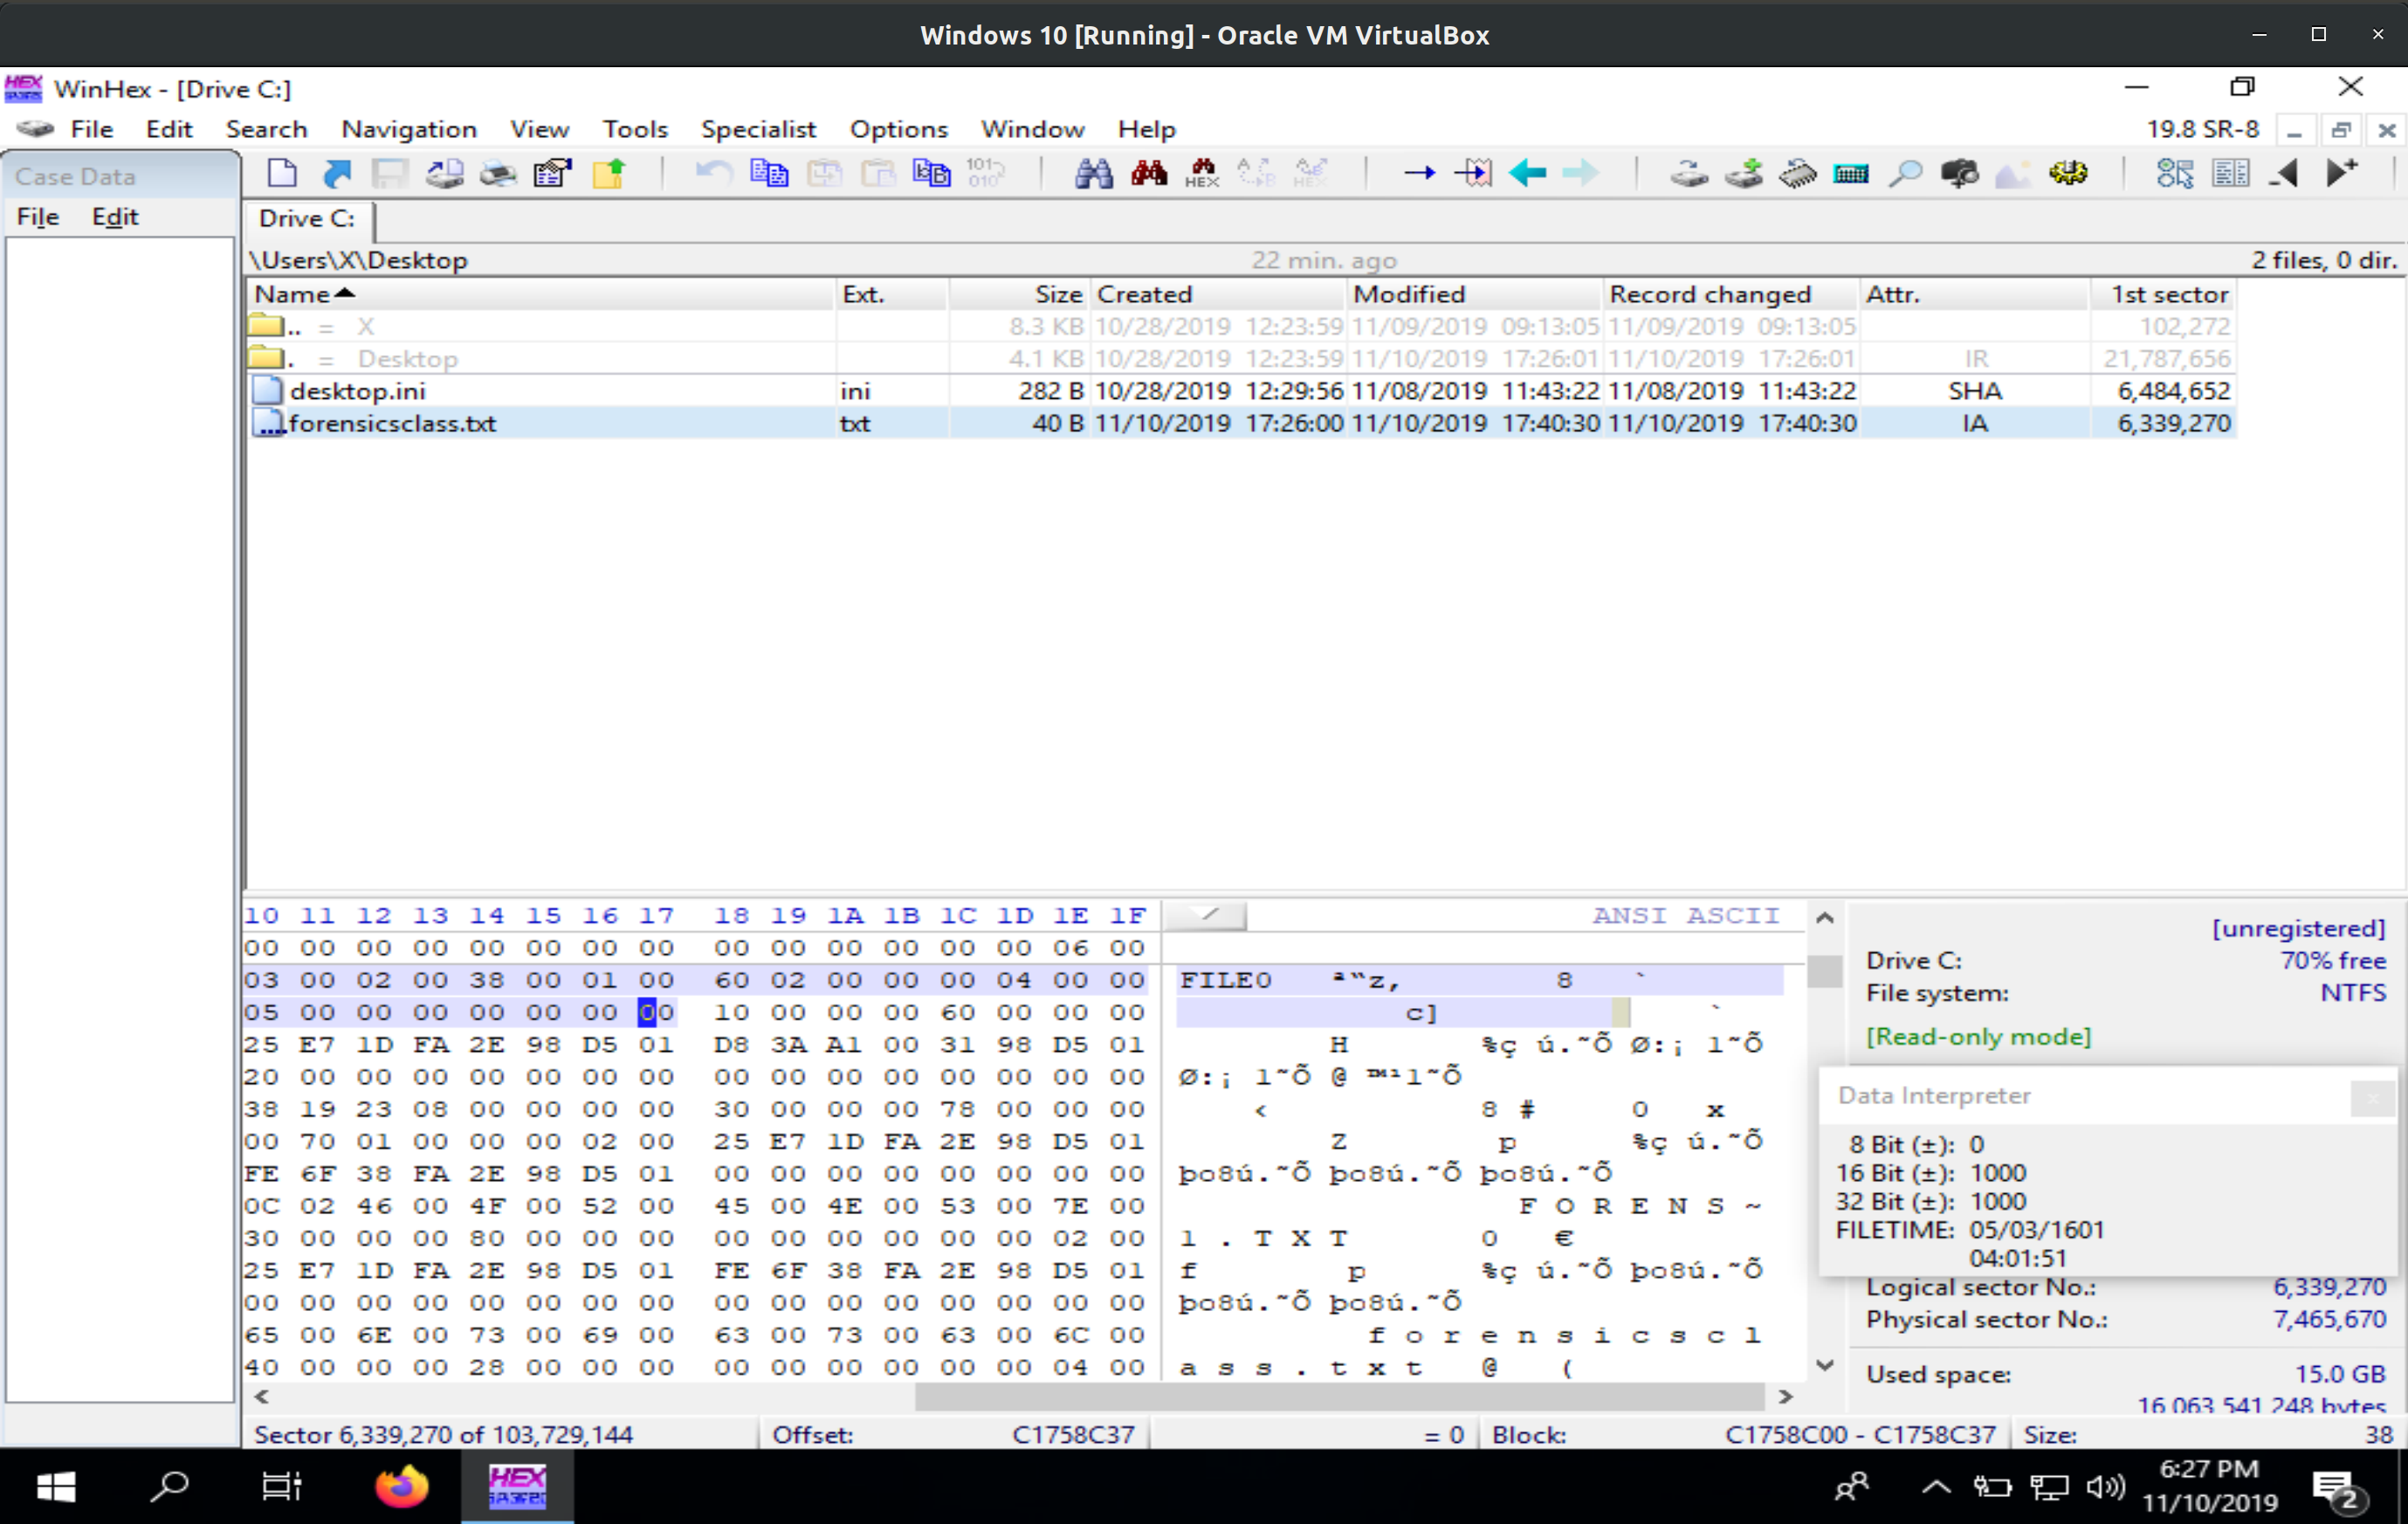 Windows 10 [Running] - Oracle VM VirtualBox
WinHex - [Drive C:]
File Edit Search Navigation View Tools Specialist Options Window Help 19.8 SR-8
Case Data
File Edit
Drive C:
\Users\X\Desktop 22 min. ago 2 files, 0 dir.
Name Ext. Size Created Modified Record changed Attr. 1st sector
.. = X 8.3 KB 10/28/2019 12:23:59 11/09/2019 09:13:05 11/09/2019 09:13:05 102,272
. = Desktop 4.1 KB 10/28/2019 12:23:59 11/10/2019 17:26:01 11/10/2019 17:26:01 IR 21,787,656
desktop.ini ini 282 B 10/28/2019 12:29:56 11/08/2019 11:43:22 11/08/2019 11:43:22 SHA 6,484,652
forensicsclass.txt txt 40 B 11/10/2019 17:26:00 11/10/2019 17:40:30 11/10/2019 17:40:30 IA 6,339,270
10 11 12 13 14 15 16 17 18 19 1A 1B 1C 1D 1E 1F ANSI ASCII
00 00 00 00 00 00 00 00 00 00 00 00 00 00 06 00
03 00 02 00 38 00 01 00 60 02 00 00 00 04 00 00 FILE0 ª“z, 8 `
05 00 00 00 00 00 00 00 10 00 00 00 60 00 00 00 c] `
25 E7 1D FA 2E 98 D5 01 D8 3A A1 00 31 98 D5 01 H %ç ú.˜Õ Ø:¡ 1˜Õ
20 00 00 00 00 00 00 00 00 00 00 00 00 00 00 00 Ø:¡ 1˜Õ @ ™¹1˜Õ
38 19 23 08 00 00 00 00 30 00 00 00 78 00 00 00 < 8 # 0 x
00 70 01 00 00 00 02 00 25 E7 1D FA 2E 98 D5 01 Z p %ç ú.˜Õ
FE 6F 38 FA 2E 98 D5 01 00 00 00 00 00 00 00 00 þo8ú.˜Õ þo8ú.˜Õ þo8ú.˜Õ
0C 02 46 00 4F 00 52 00 45 00 4E 00 53 00 7E 00 F O R E N S ~
30 00 00 00 80 00 00 00 00 00 00 00 00 00 02 00 1 . T X T 0 €
25 E7 1D FA 2E 98 D5 01 FE 6F 38 FA 2E 98 D5 01 f p %ç ú.˜Õ þo8ú.˜Õ
00 00 00 00 00 00 00 00 00 00 00 00 00 00 00 00 þo8ú.˜Õ þo8ú.˜Õ
65 00 6E 00 73 00 69 00 63 00 73 00 63 00 6C 00 f o r e n s i c s c l
40 00 00 00 28 00 00 00 00 00 00 00 00 00 04 00 a s s . t x t @ (
[unregistered]
Drive C: 70% free
File system: NTFS
[Read-only mode]
Data Interpreter
8 Bit (±): 0
16 Bit (±): 1000
32 Bit (±): 1000
FILETIME: 05/03/1601
04:01:51
Logical sector No.: 6,339,270
Physical sector No.: 7,465,670
Used space: 15.0 GB
16,063,541,248 bytes
Sector 6,339,270 of 103,729,144 Offset: C1758C37 = 0 Block: C1758C00 - C1758C37 Size: 38
6:27 PM
11/10/2019
2